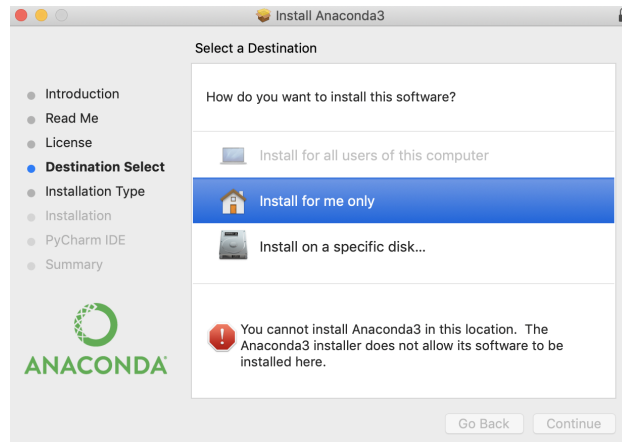 Install Anaconda3
Select a Destination
Introduction
Read Me
License
Destination Select
Installation Type
Installation
PyCharm IDE
Summary
ANACONDA
How do you want to install this software?
Install for all users of this computer
Install for me only
Install on a specific disk...
You cannot install Anaconda3 in this location. The
Anaconda3 installer does not allow its software to be
installed here.
Go Back
Continue